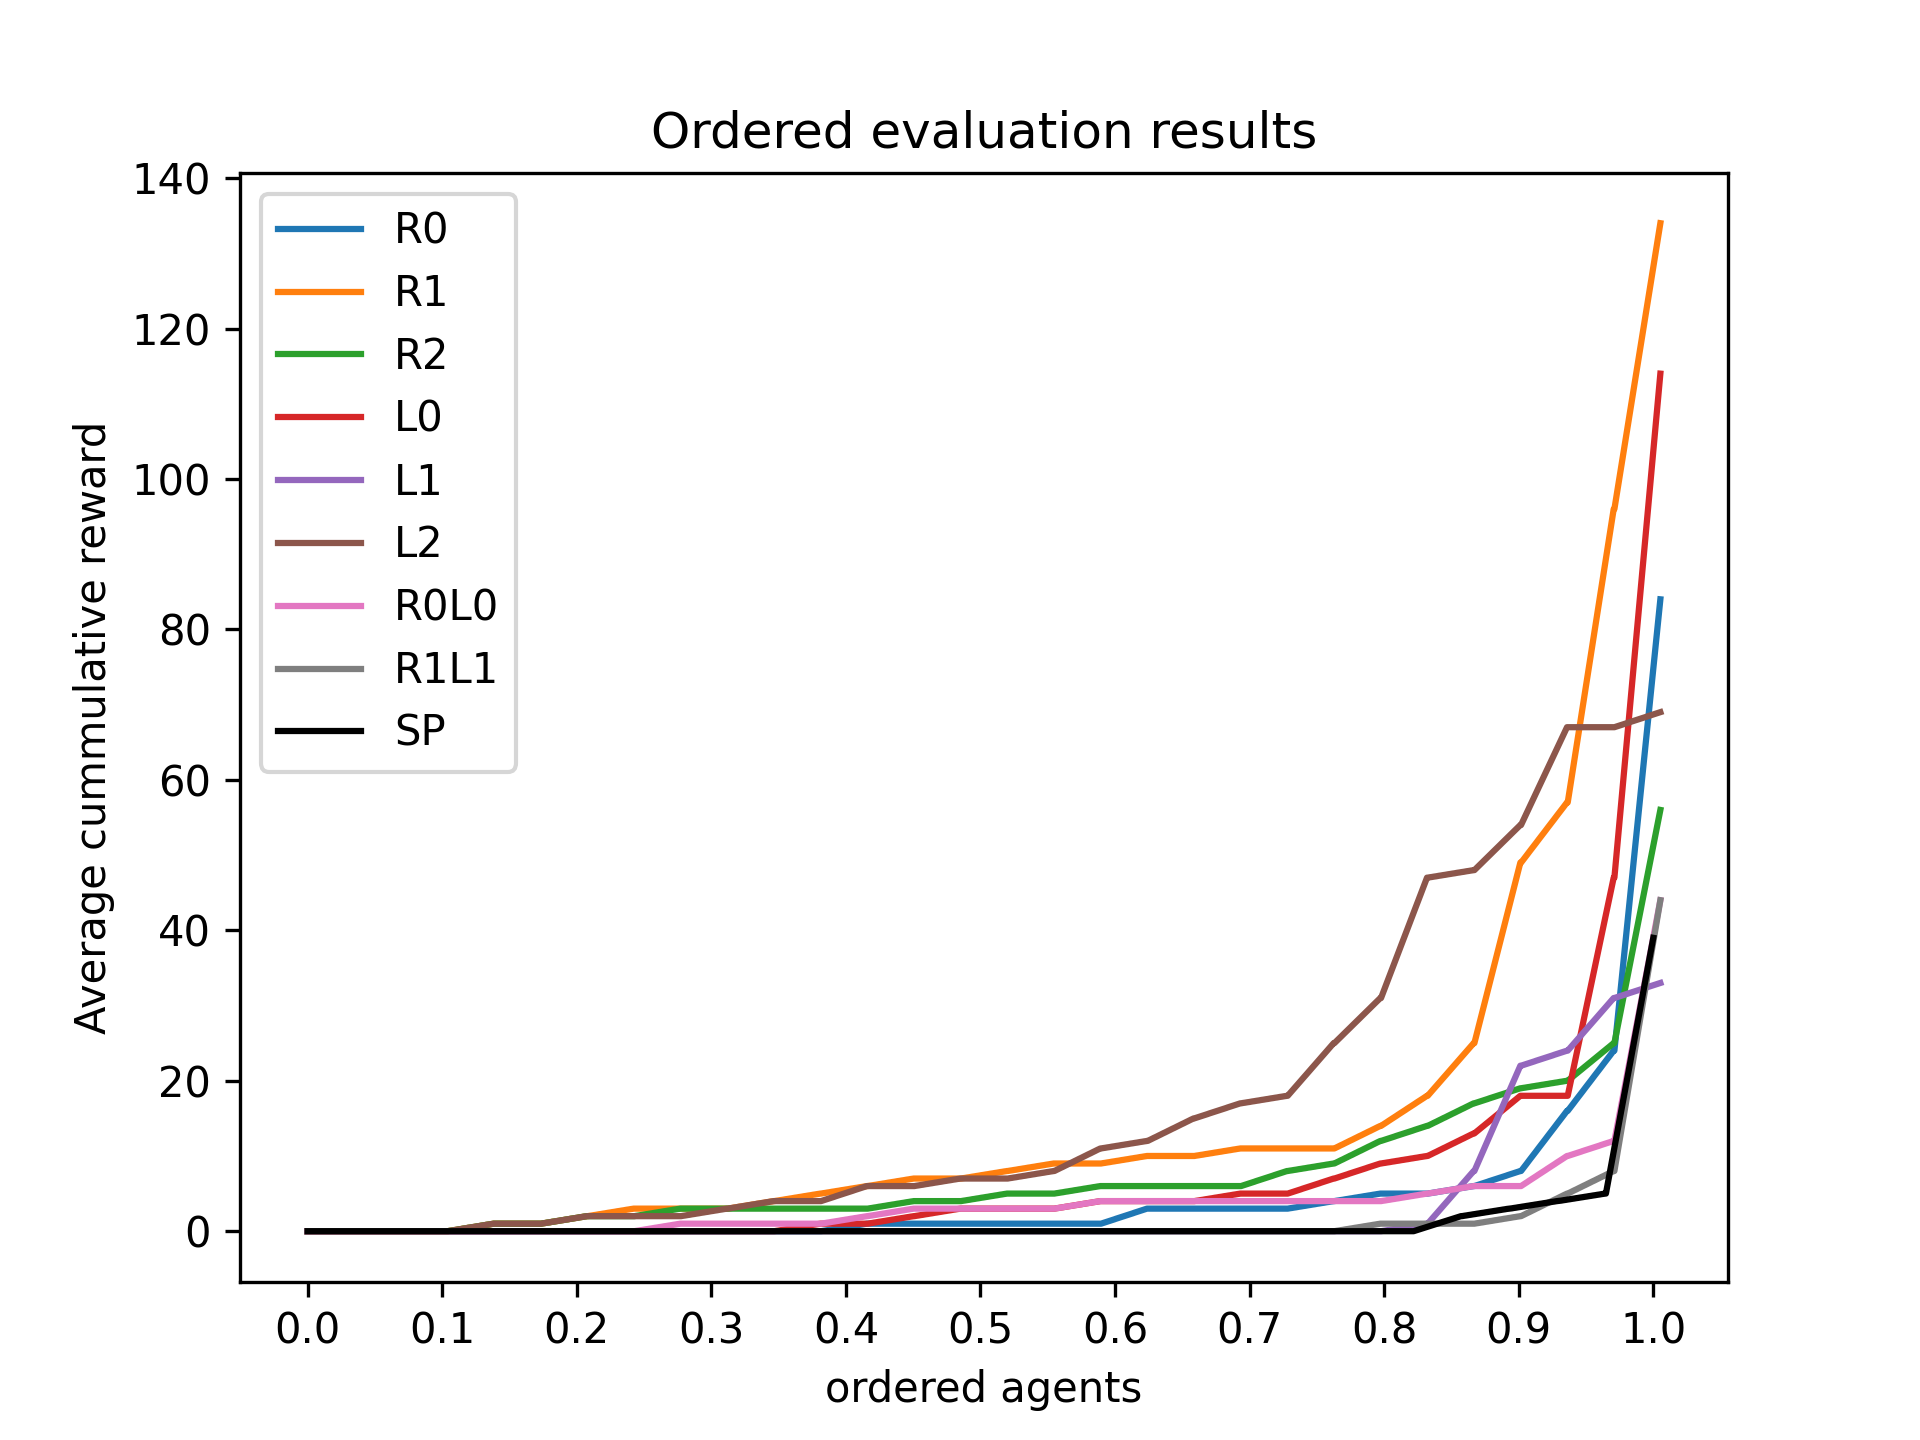 Ordered evaluation results
140
120
100
80
60
40
20
0
Average cummulative reward
R0
R1
R2
L0
L1
L2
R0L0
R1L1
SP
0.0 0.1 0.2 0.3 0.4 0.5 0.6 0.7 0.8 0.9 1.0
ordered agents